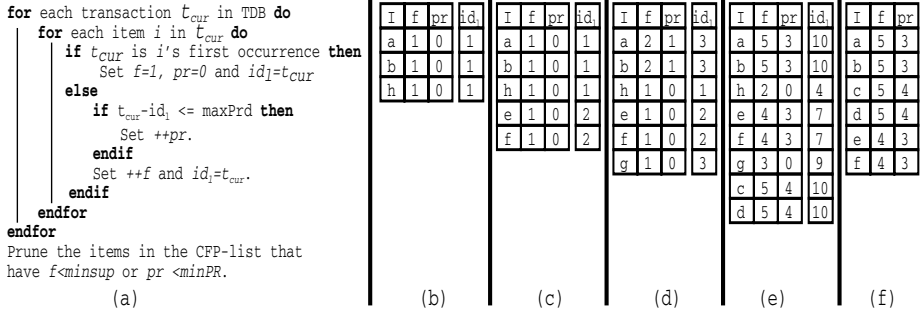 for each transaction t_cur in TDB do
for each item i in t_cur do
if t_cur is i's first occurrence then
Set f=1, pr=0 and id_l=t_cur
else
if t_cur-id_l <= maxPrd then
Set ++pr.
endif
Set ++f and id_l=t_cur.
endif
endfor
endfor
Prune the items in the CFP-list that
have f<minsup or pr <minPR.
(a)
I f pr id_l
a 1 0 1
b 1 0 1
h 1 0 1
(b)
I f pr id_l
a 1 0 1
b 1 0 1
h 1 0 1
e 1 0 2
f 1 0 2
(c)
I f pr id_l
a 2 1 3
b 2 1 3
h 1 0 1
e 1 0 2
f 1 0 2
g 1 0 3
(d)
I f pr id_l
a 5 3 10
b 5 3 10
h 2 0 4
e 4 3 7
f 4 3 7
g 3 0 9
c 5 4 10
d 5 4 10
(e)
I f pr
a 5 3
b 5 3
c 5 4
d 5 4
e 4 3
f 4 3
(f)